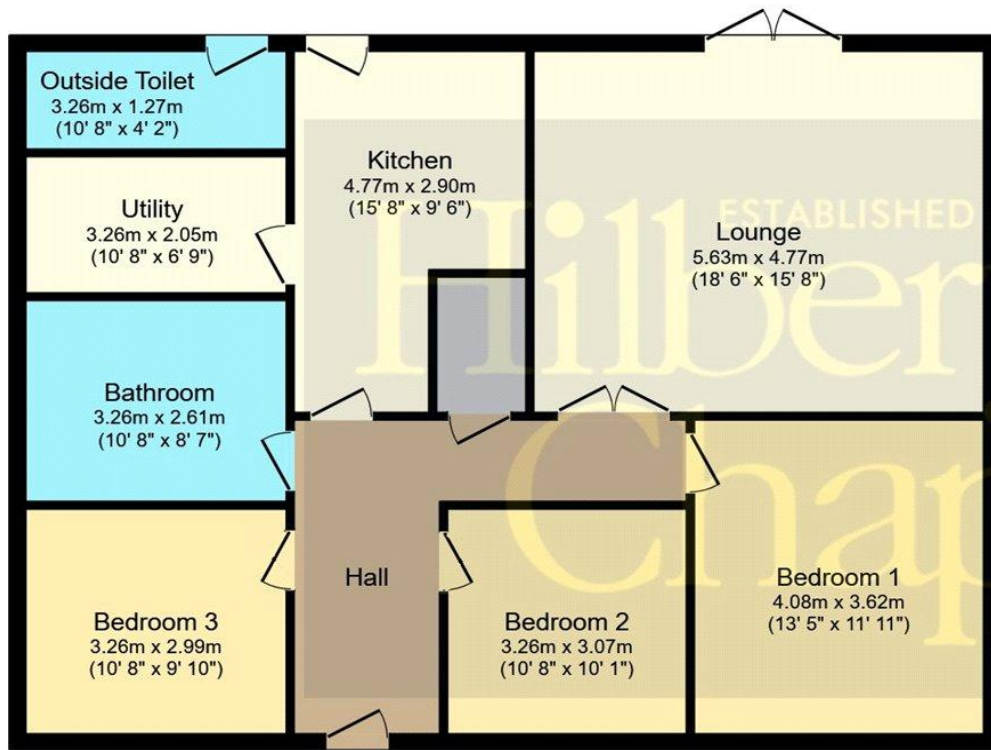 Outside Toilet
3.26m x 1.27m
(10' 8" x 4' 2")
Kitchen
4.77m x 2.90m
(15' 8" x 9' 6")
Utility
3.26m x 2.05m
(10' 8" x 6' 9")
ESTABLISHED
Lounge
5.63m x 4.77m
(18' 6" x 15' 8")
Hilber
Bathroom
3.26m x 2.61m
(10' 8" x 8' 7")
Chap
Hall
Bedroom 1
4.08m x 3.62m
(13' 5" x 11' 11")
Bedroom 3
3.26m x 2.99m
(10' 8" x 9' 10")
Bedroom 2
3.26m x 3.07m
(10' 8" x 10' 1")